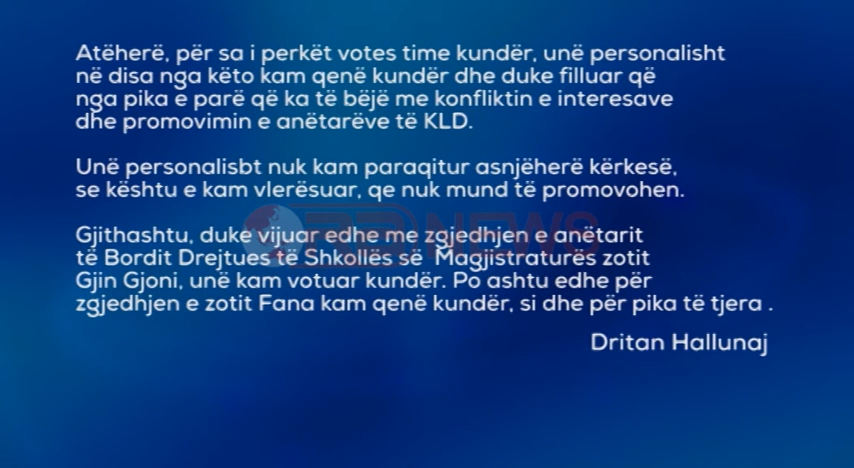 Atëherë, për sa i perkët votes time kundër, unë personalisht
në disa nga këto kam qenë kundër dhe duke filluar që
nga pika e parë që ka të bëjë me konfliktin e interesave
dhe promovimin e anëtarëve të KLD.
Unë personalisbt nuk kam paraqitur asnjëherë kërkesë,
se kështu e kam vlerësuar, qe nuk mund të promovohen.
NEWS
Gjithashtu, duke vijuar edhe me zgjedhjen e anëtarit
të Bordit Drejtues të Shkollës së Magjistraturës zotit
Gjin Gjoni, unë kam votuar kundër. Po ashtu edhe për
zgjedhjen e zotit Fana kam qenë kundër, si dhe për pika të tjera .
Dritan Hallunaj